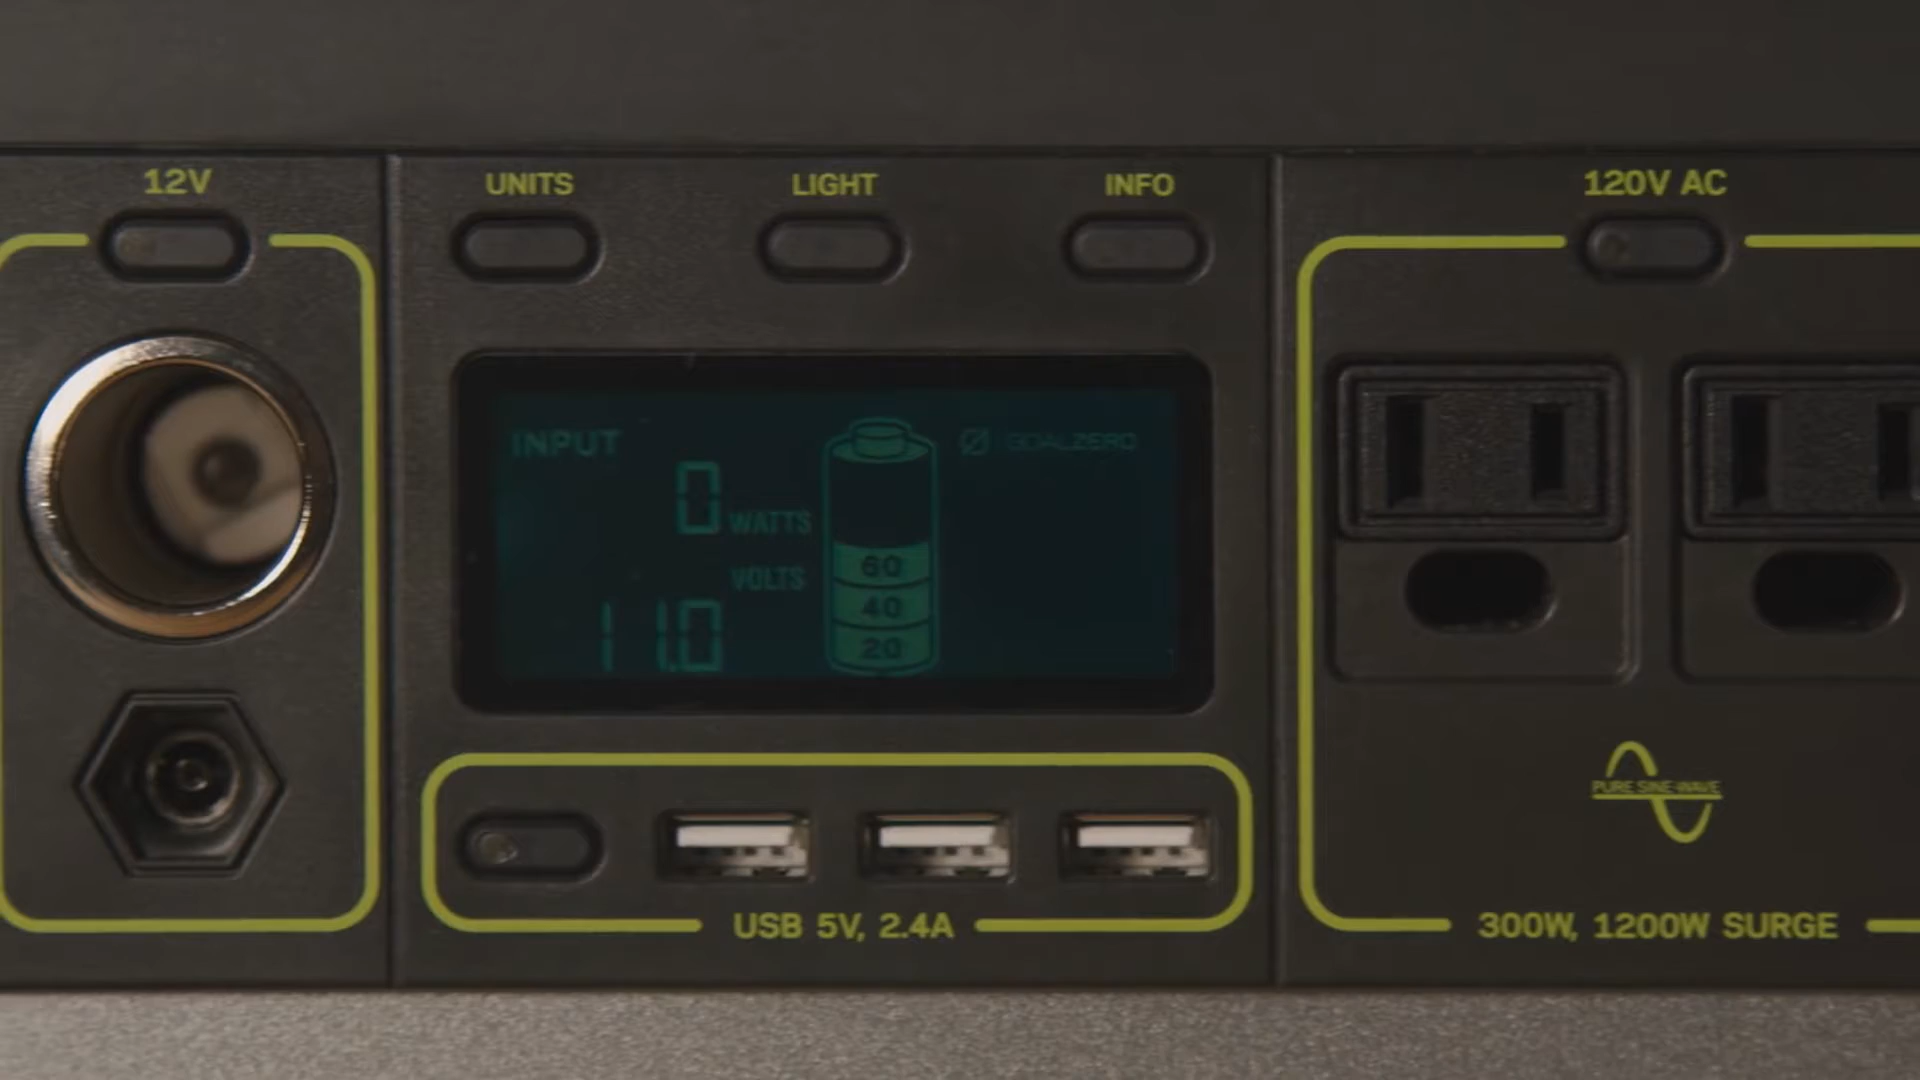 12V
UNITS
LIGHT
INFO
120V AC
INPUT
0 WATTS
VOLTS
11.0
60
40
20
GOALZERO
PURE SINE-WAVE
USB 5V, 2.4A
300W, 1200W SURGE